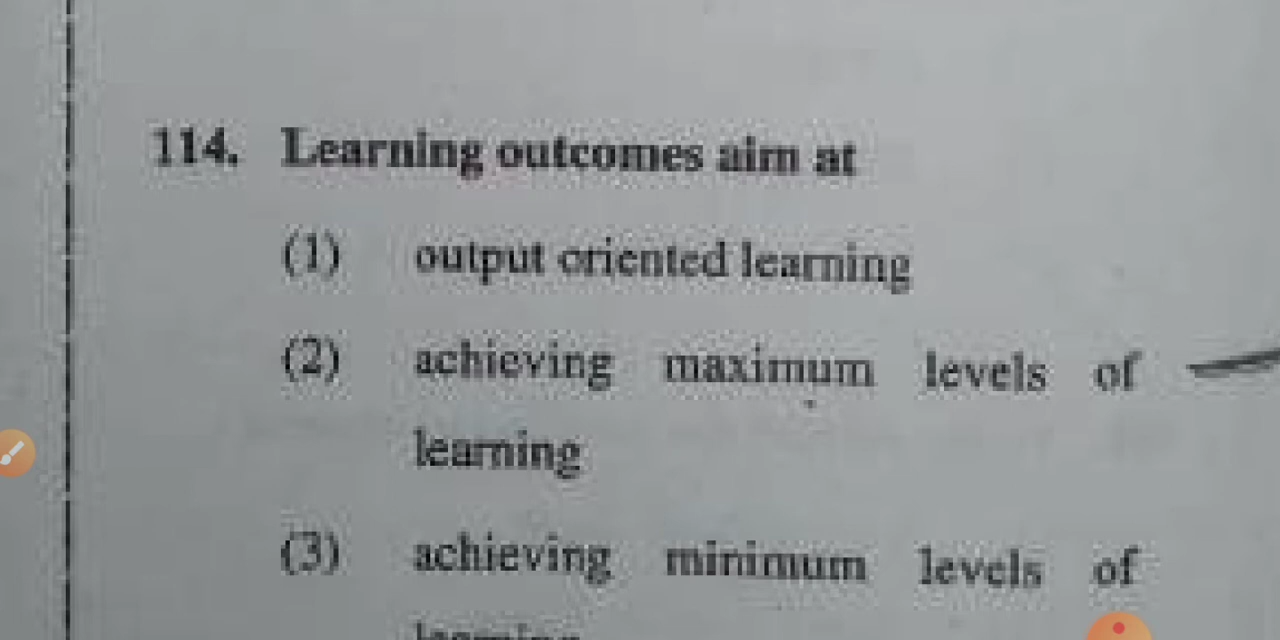 114. Learning outcomes aim at
(1) output oriented learning
(2) achieving maximum levels of
learning
(3) achieving minimum levels of
learning